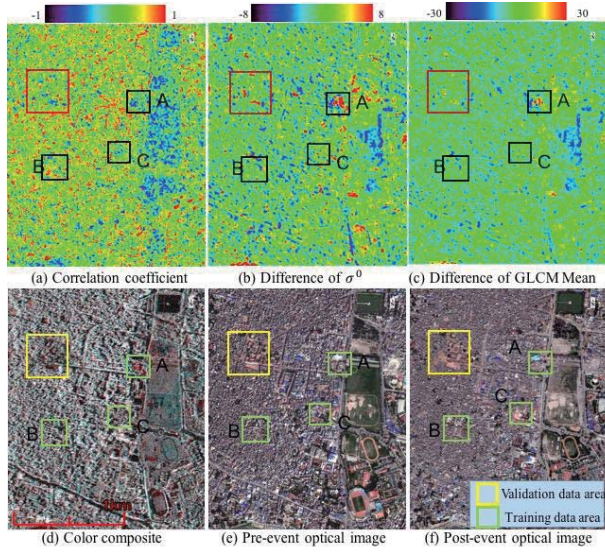 -1 1 -8 8 -30 30
A
B
C
A
B
C
A
B
C
(a) Correlation coefficient (b) Difference of σ⁰ (c) Difference of GLCM Mean
A
B
C
1km
A
B
C
A
B
C
Validation data area
Training data area
(d) Color composite (e) Pre-event optical image (f) Post-event optical image